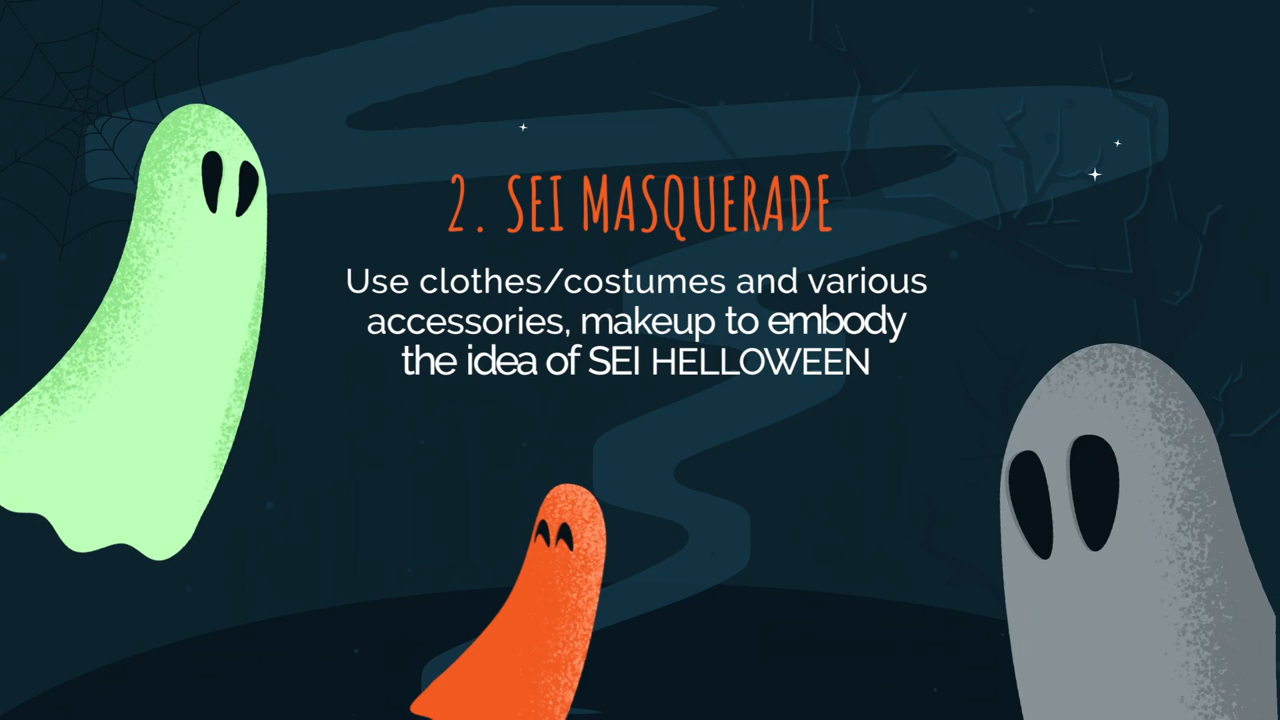 2. SEI MASQUERADE
Use clothes/costumes and various
accessories, makeup to embody
the idea of SEI HELLOWEEN